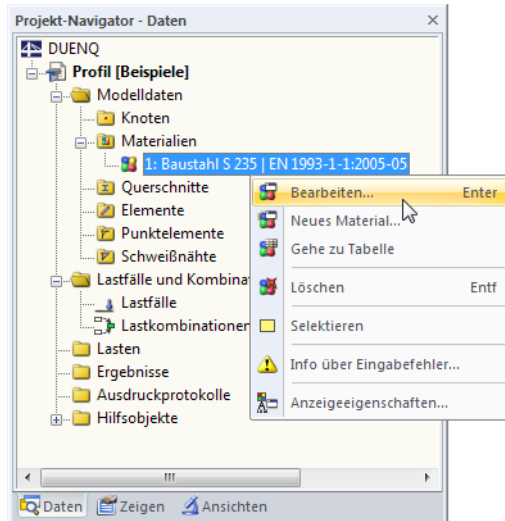 Projekt-Navigator - Daten
DUENQ
Profil [Beispiele]
Modelldaten
Knoten
Materialien
1: Baustahl S 235 | EN 1993-1-1:2005-05
Querschnitte
Elemente
Punktelemente
Schweißnähte
Lastfälle und Kombina
Lastfälle
Lastkombinationen
Lasten
Ergebnisse
Ausdruckprotokolle
Hilfsobjekte
Bearbeiten... Enter
Neues Material...
Gehe zu Tabelle
Löschen Entf
Selektieren
Info über Eingabefehler...
Anzeigeeigenschaften...
Daten Zeigen Ansichten